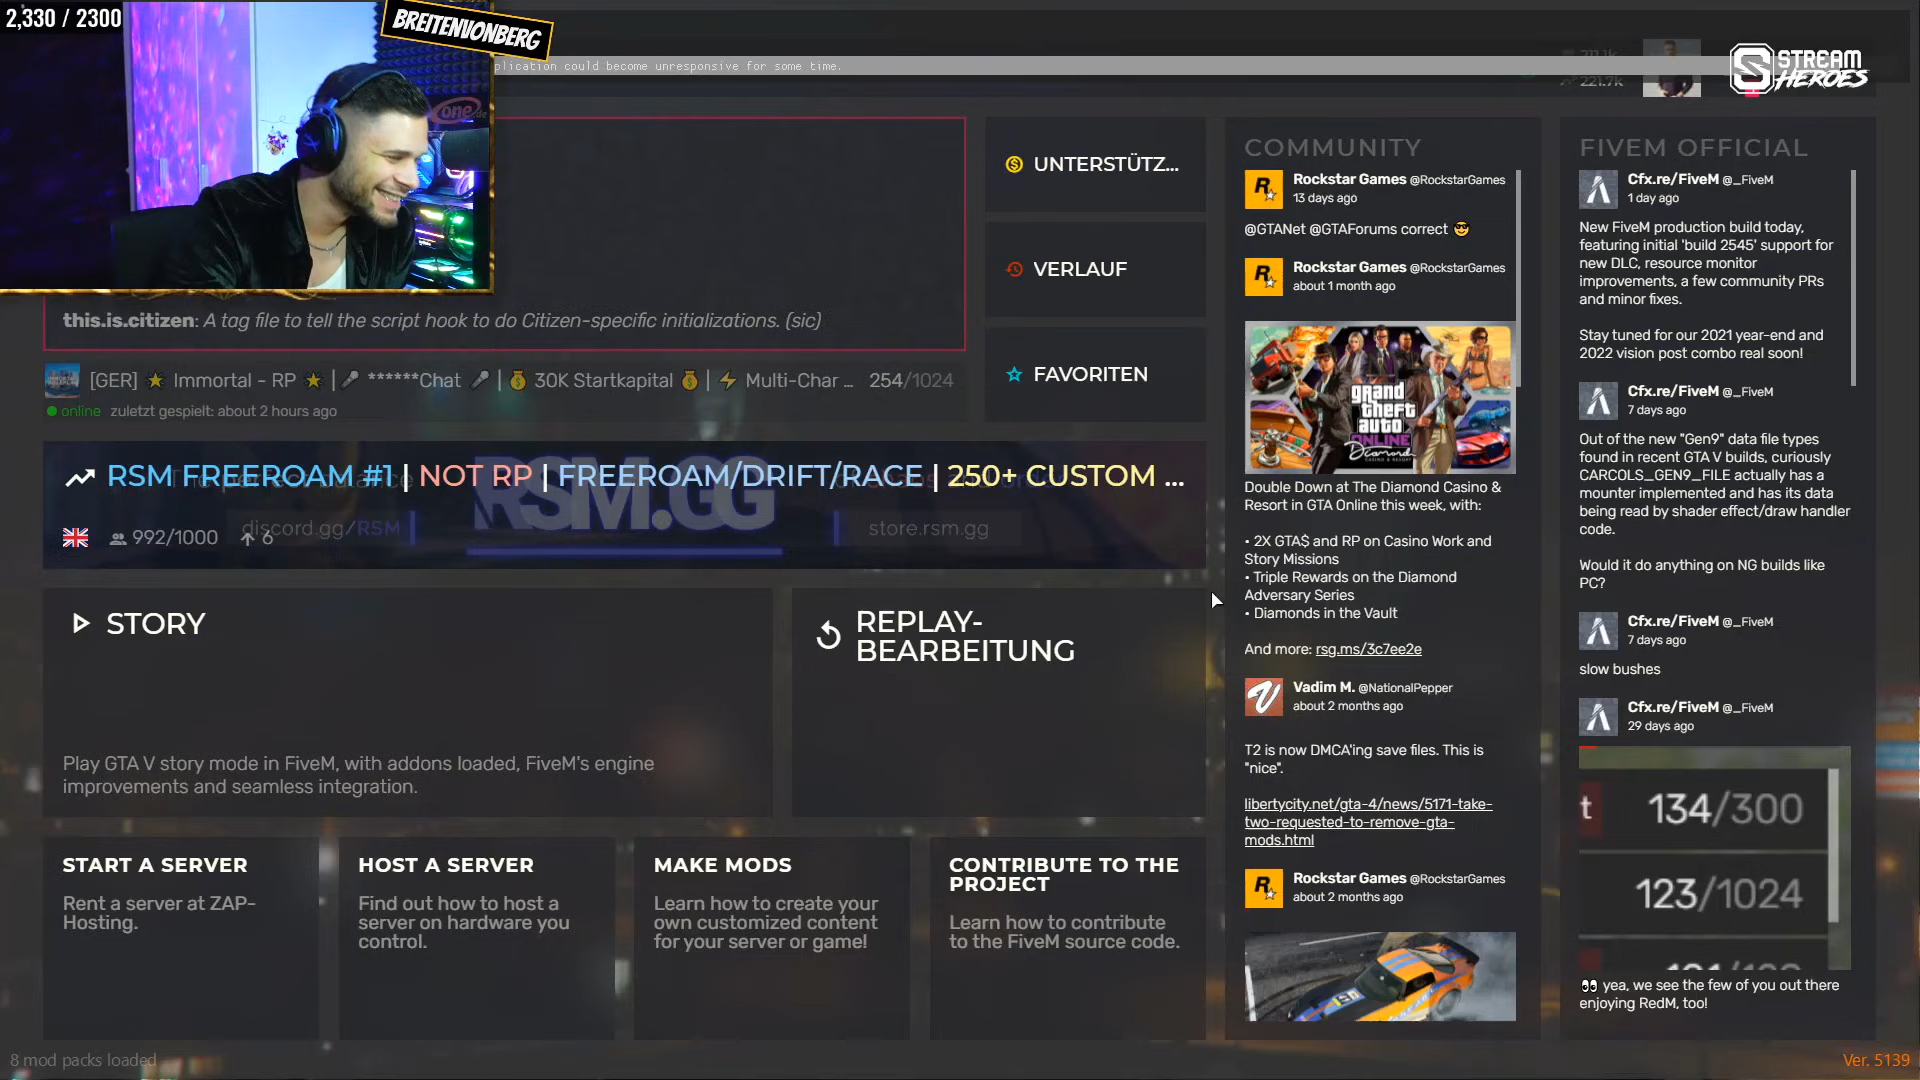 2,330 / 2300
BREITENVONBERG
plication could become unresponsive for some time.
211.1k
221.7k
STREAM
HEROES
one.de
this.is.citizen: A tag file to tell the script hook to do Citizen-specific initializations. (sic)
[GER] 🌟 Immortal - RP 🌟 | 🎤 ******Chat 🎤 | 💰 30K Startkapital 💰 | ⚡ Multi-Char ... 254/1024
online zuletzt gespielt: about 2 hours ago
UNTERSTÜTZ...
VERLAUF
FAVORITEN
RSM FREEROAM #1 | NOT RP | FREEROAM/DRIFT/RACE | 250+ CUSTOM ...
RSM.GG
992/1000 6
discord.gg/RSM
store.rsm.gg
STORY
Play GTA V story mode in FiveM, with addons loaded, FiveM's engine
improvements and seamless integration.
REPLAY-
BEARBEITUNG
START A SERVER
Rent a server at ZAP-
Hosting.
HOST A SERVER
Find out how to host a
server on hardware you
control.
MAKE MODS
Learn how to create your
own customized content
for your server or game!
CONTRIBUTE TO THE
PROJECT
Learn how to contribute
to the FiveM source code.
COMMUNITY
Rockstar Games @RockstarGames
13 days ago
@GTANet @GTAForums correct 😎
Rockstar Games @RockstarGames
about 1 month ago
grand
theft
auto
ONLINE
Diamond
CASINO & RESORT
Double Down at The Diamond Casino &
Resort in GTA Online this week, with:
• 2X GTA$ and RP on Casino Work and
Story Missions
• Triple Rewards on the Diamond
Adversary Series
• Diamonds in the Vault
And more: rsg.ms/3c7ee2e
Vadim M. @NationalPepper
about 2 months ago
T2 is now DMCA'ing save files. This is
"nice".
libertycity.net/gta-4/news/5171-take-
two-requested-to-remove-gta-
mods.html
Rockstar Games @RockstarGames
about 2 months ago
FIVEM OFFICIAL
Cfx.re/FiveM @_FiveM
1 day ago
New FiveM production build today,
featuring initial 'build 2545' support for
new DLC, resource monitor
improvements, a few community PRs
and minor fixes.
Stay tuned for our 2021 year-end and
2022 vision post combo real soon!
Cfx.re/FiveM @_FiveM
7 days ago
Out of the new "Gen9" data file types
found in recent GTA V builds, curiously
CARCOLS_GEN9_FILE actually has a
mounter implemented and has its data
being read by shader effect/draw handler
code.
Would it do anything on NG builds like
PC?
Cfx.re/FiveM @_FiveM
7 days ago
slow bushes
Cfx.re/FiveM @_FiveM
29 days ago
t 134/300
123/1024
👀 yea, we see the few of you out there
enjoying RedM, too!
8 mod packs loaded
Ver. 5139